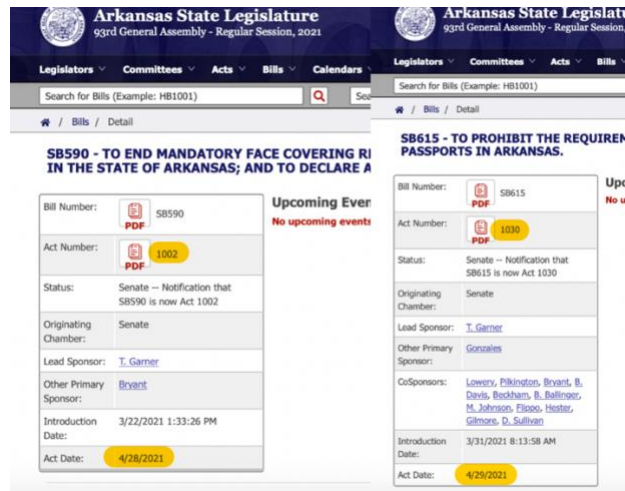 Arkansas State Legislature
93rd General Assembly - Regular Session, 2021
Legislators Committees Acts Bills Calendars
Search for Bills (Example: HB1001)
/ Bills / Detail
SB590 - TO END MANDATORY FACE COVERING
IN THE STATE OF ARKANSAS; AND TO DECLARE A
Bill Number: PDF SB590
Act Number: PDF 1002
Status: Senate -- Notification that
SB590 is now Act 1002
Originating Senate
Chamber:
Lead Sponsor: T. Garner
Other Primary Bryant
Sponsor:
Introduction 3/22/2021 1:33:26 PM
Date:
Act Date: 4/28/2021
Upcoming
No upcoming events
Arkansas State
93rd General Assembly - Regular Session,
Legislators Committees Acts Bills
Search for Bills (Example: HB1001)
/ Bills / Detail
SB615 - TO PROHIBIT THE
PASSPORTS IN ARKANSAS.
Bill Number: PDF SB615
Act Number: PDF 1030
Status: Senate -- Notification that
SB615 is now Act 1030
Originating Senate
Chamber:
Lead Sponsor: T. Garner
Other Primary Gonzales
Sponsor:
CoSponsors: Lowery, Pilkington, Bryant, B.
Davis, Beckham, B. Ballinger,
M. Johnson, Flippo, Hester,
Gilmore, D. Sullivan
Introduction 3/31/2021 8:13:58 AM
Date:
Act Date: 4/29/2021